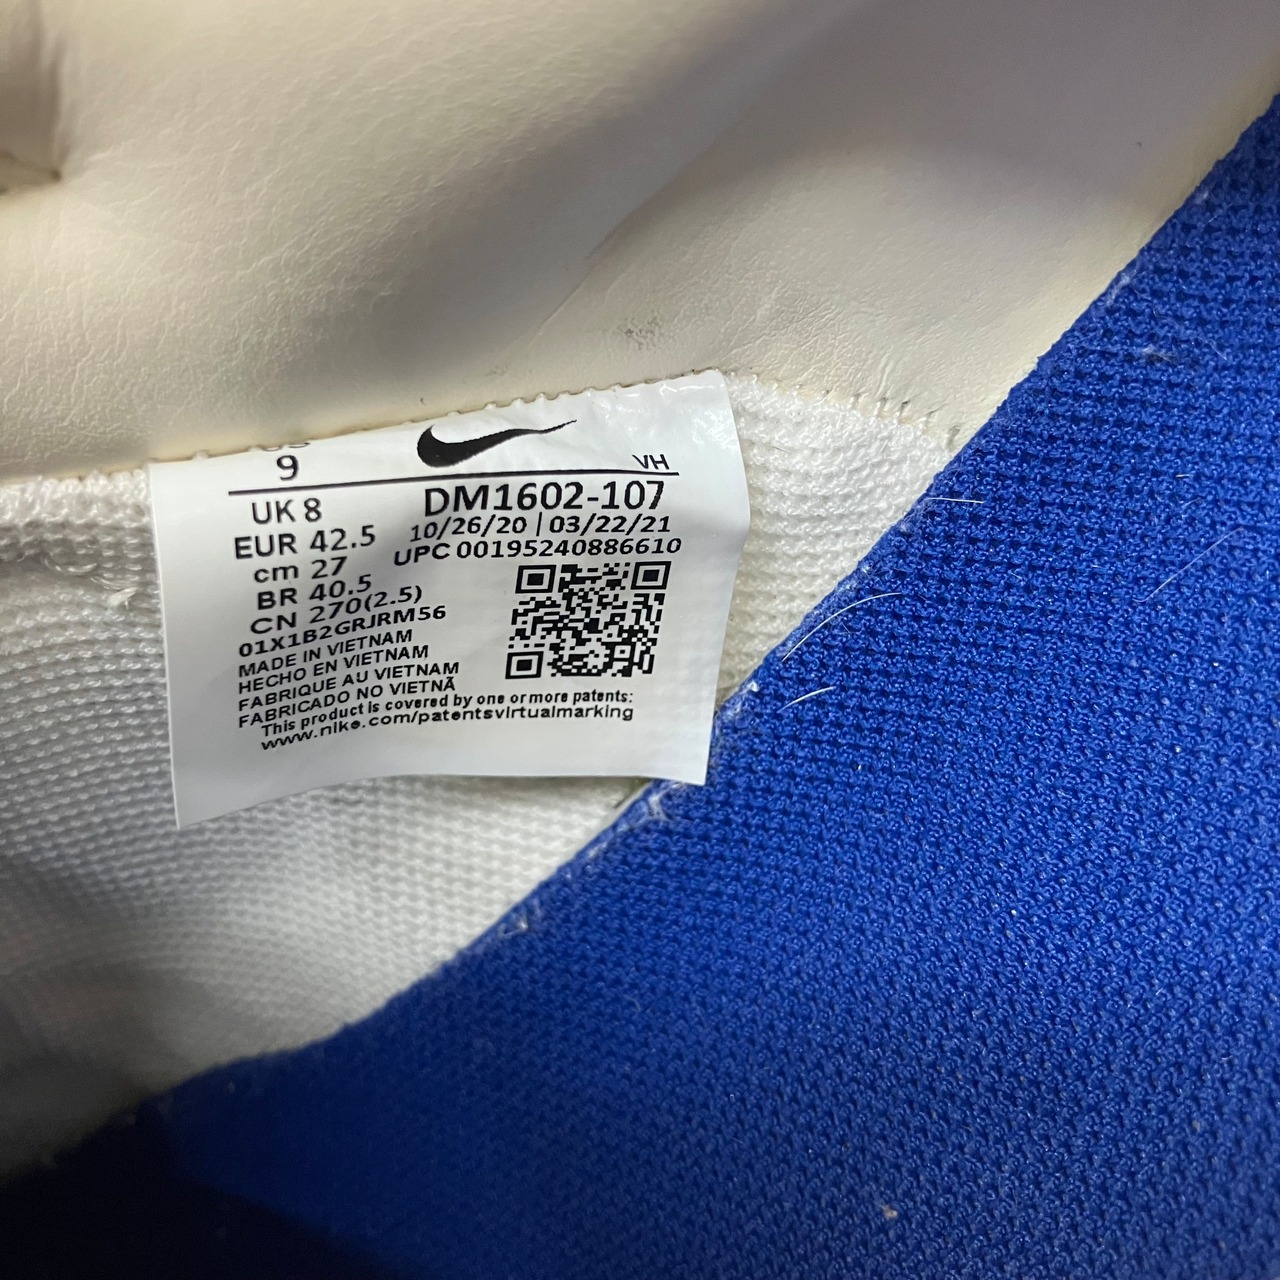 9
VH
UK 8
DM1602-107
EUR 42.5
10/26/20 | 03/22/21
cm 27
UPC 00195240886610
BR 40.5
CN 270(2.5)
01X1B2GRJRM56
MADE IN VIETNAM
HECHO EN VIETNAM
FABRIQUE AU VIETNAM
FABRICADO NO VIETNÃ
This product is covered by one or more patents:
www.nike.com/patentsvirtualmarking